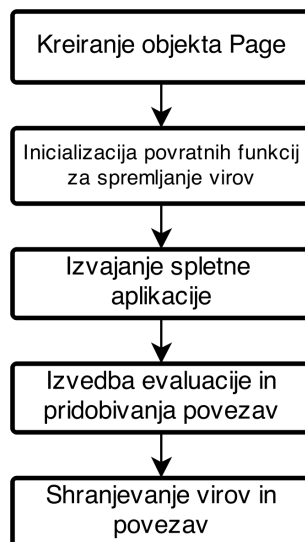 Kreiranje objekta Page
Inicializacija povratnih funkcij
za spremljanje virov
Izvajanje spletne
aplikacije
Izvedba evaluacije in
pridobivanja povezav
Shranjevanje virov in
povezav